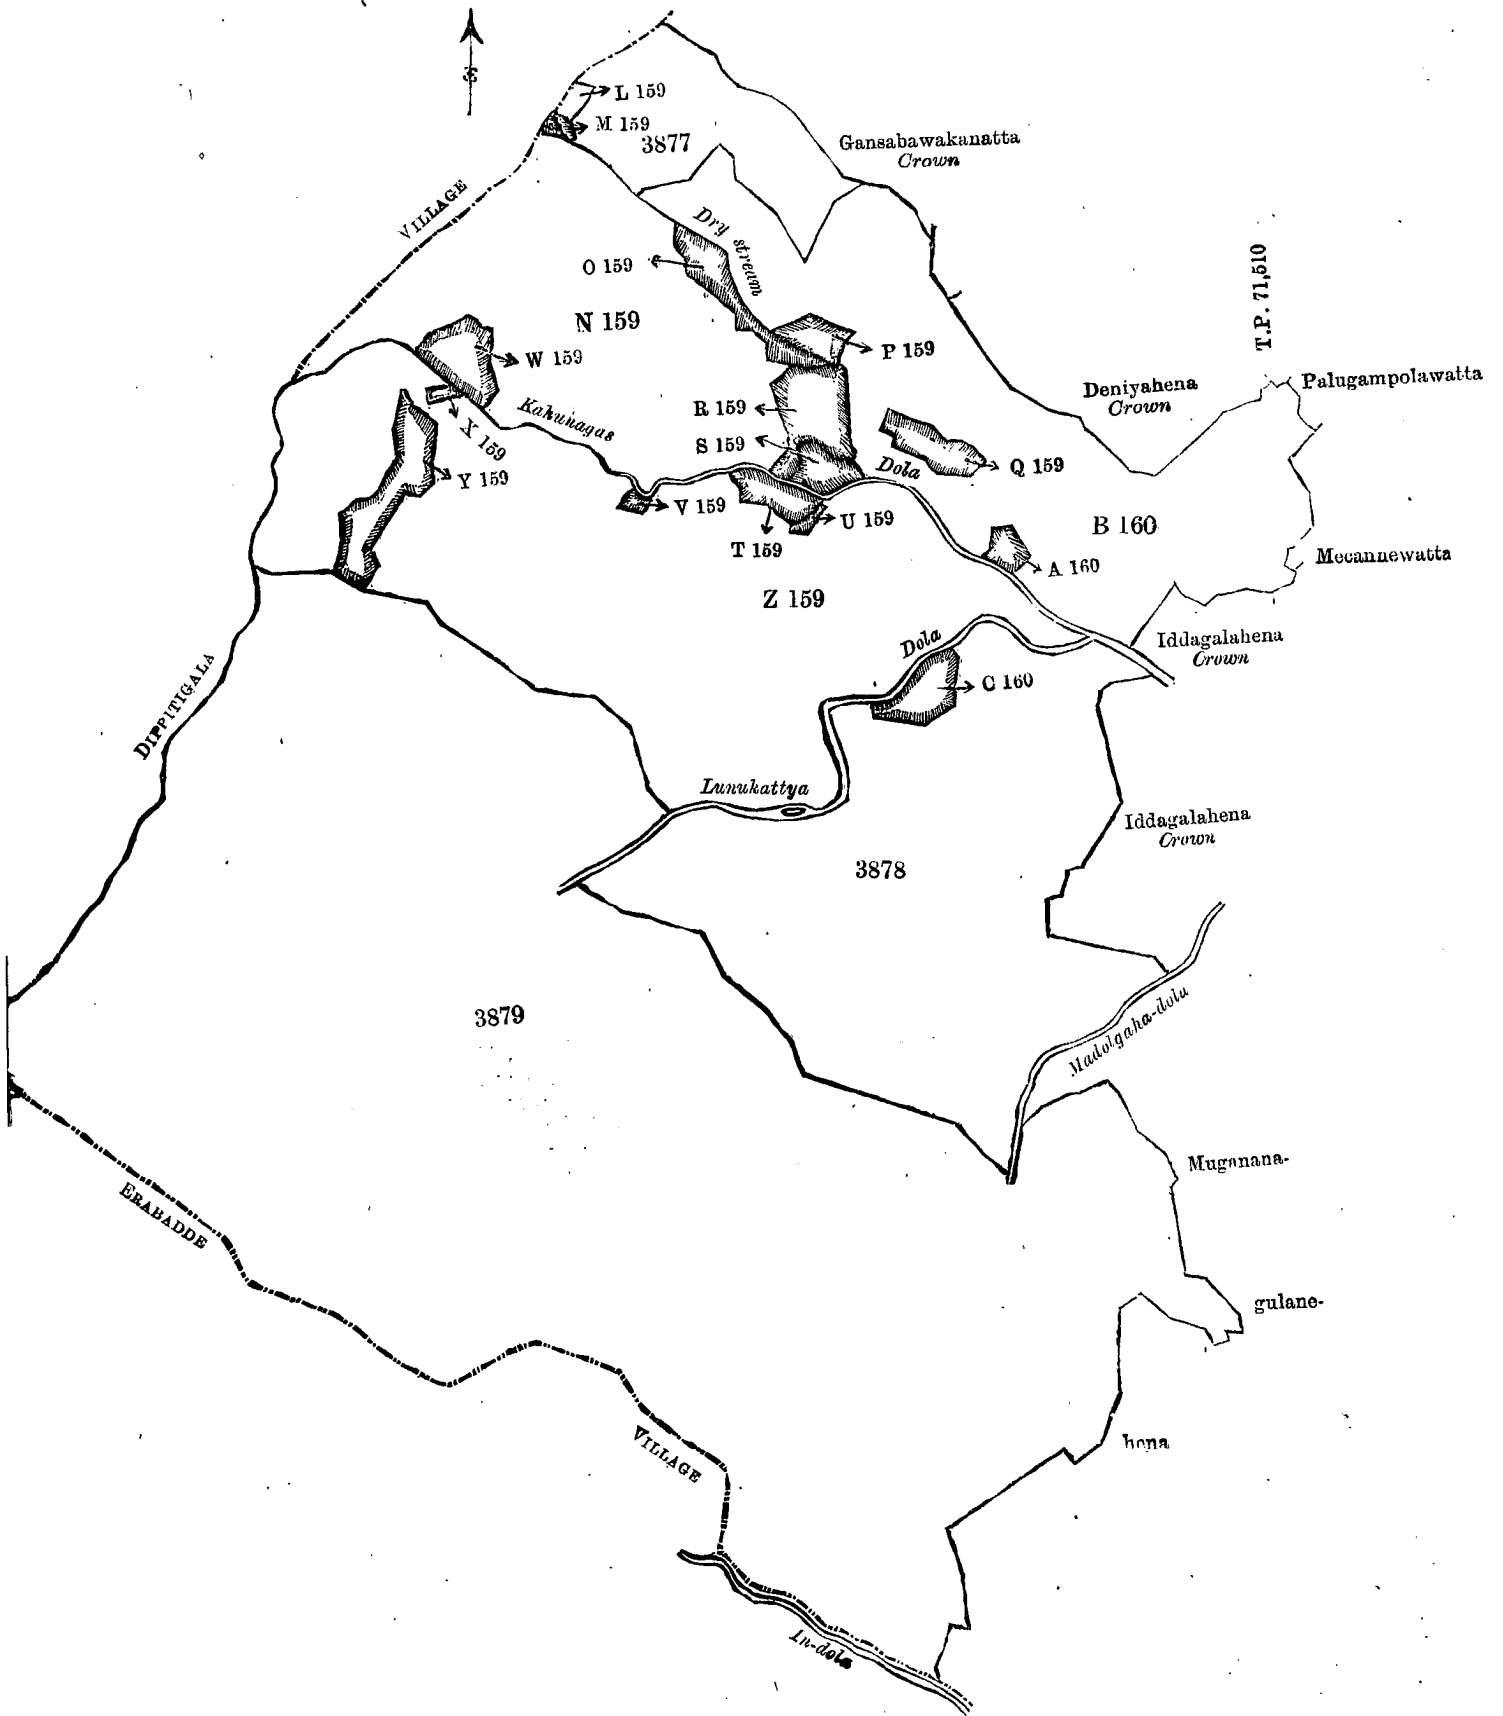 L 159
M 159
3877
Gansabawakanatta
Crown
VILLAGE
Dry stream
O 159
N 159
T.P. 71,510
P 159
W 159
Deniyahena
Crown
Palugampolawatta
R 159
Kakunagas
S 159
X 159
Dola
Q 159
Y 159
V 159
U 159
T 159
B 160
Mecannewatta
A 160
Z 159
Dola
Iddagalahena
Crown
C 160
DIPPITIGALA
Lunukattya
Iddagalahena
Crown
3878
3879
Madolgaha-dola
Muganana-
ERABADDE
gulane-
hena
VILLAGE
In-dola